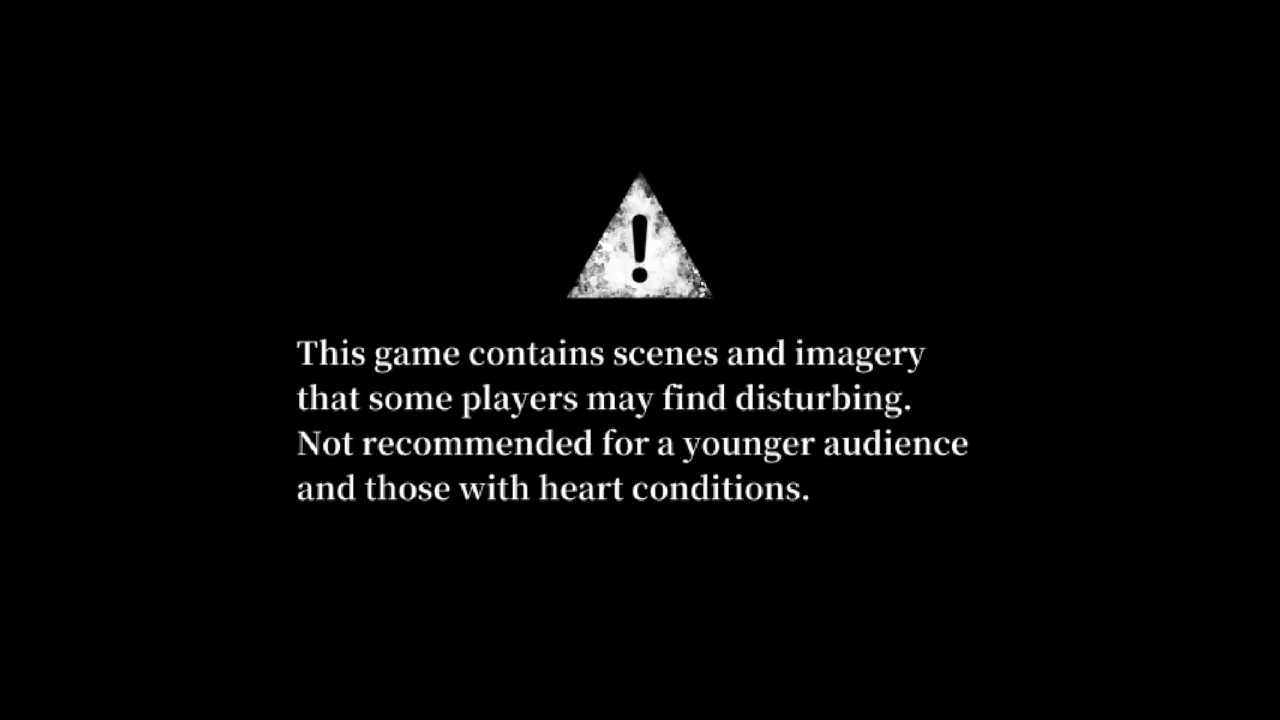 This game contains scenes and imagery
that some players may find disturbing.
Not recommended for a younger audience
and those with heart conditions.